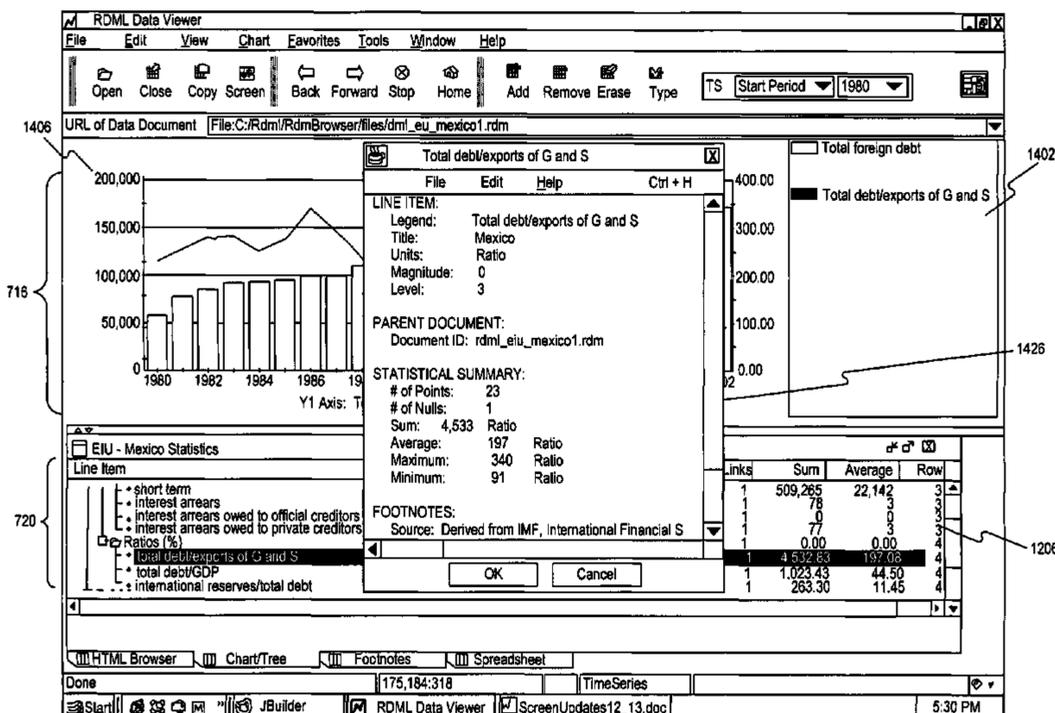 RDML Data Viewer
File Edit View Chart Favorites Tools Window Help
Open Close Copy Screen Back Forward Stop Home Add Remove Erase Type TS Start Period 1980
URL of Data Document File:C:/Rdml/RdmBrowser/files/dml_eu_mexico1.rdm
1406
1402
716
1426
720
1206
200,000
150,000
100,000
50,000
0
1980 1982 1984 1986
Y1 Axis:
400.00
300.00
200.00
100.00
0.00
Total foreign debt
Total debt/exports of G and S
Total debt/exports of G and S
File Edit Help Ctrl + H
LINE ITEM:
Legend: Total debt/exports of G and S
Title: Mexico
Units: Ratio
Magnitude: 0
Level: 3
PARENT DOCUMENT:
Document ID: rdml_eiu_mexico1.rdm
STATISTICAL SUMMARY:
# of Points: 23
# of Nulls: 1
Sum: 4,533 Ratio
Average: 197 Ratio
Maximum: 340 Ratio
Minimum: 91 Ratio
FOOTNOTES:
Source: Derived from IMF, International Financial S
OK Cancel
EIU - Mexico Statistics
Line Item Sum Average Row
short term 1 509,265 22,142 3
interest arrears 1 78 3 3
interest arrears owed to official creditors 1 0 0 3
interest arrears owed to private creditors 1 77 3 3
Ratios (%) 1 0.00 0.00 4
total debt/exports of G and S 1 4,532.83 197.08 4
total debt/GDP 1 1,023.43 44.50 4
international reserves/total debt 1 263.30 11.45 4
HTML Browser Chart/Tree Footnotes Spreadsheet
Done 175,184:318 TimeSeries
Start JBuilder RDML Data Viewer ScreenUpdates12_13.doc 5:30 PM